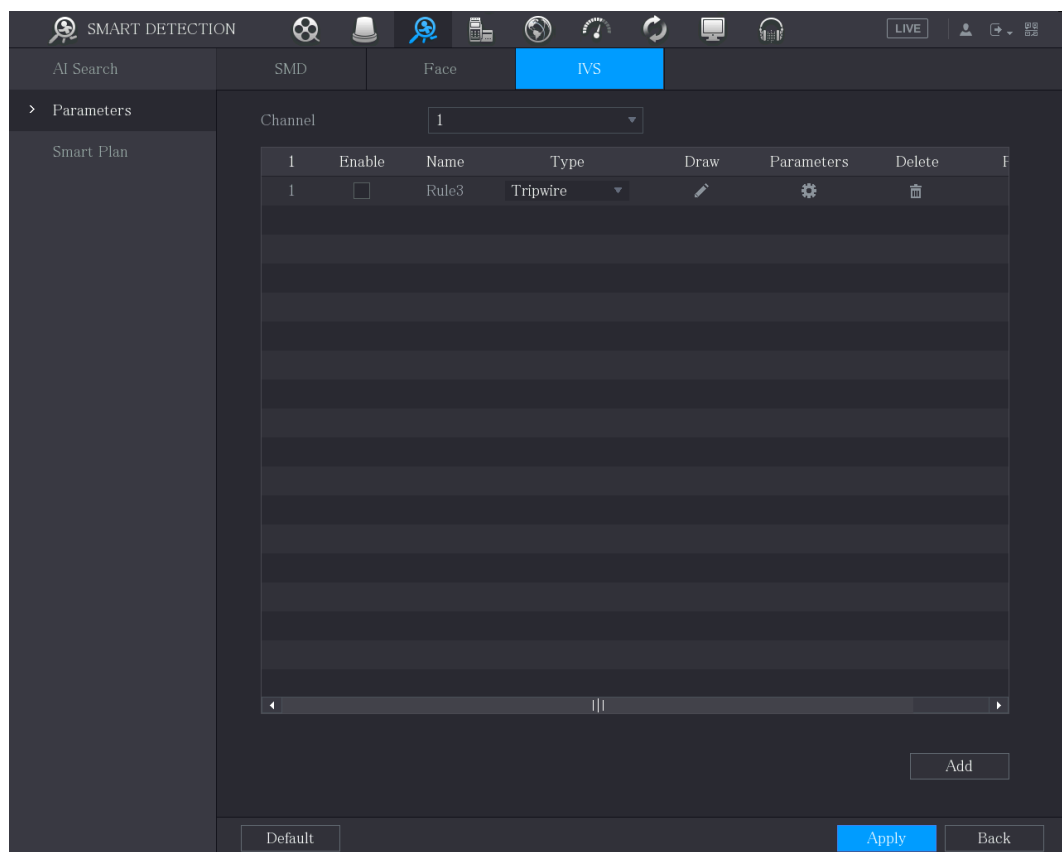 SMART DETECTION LIVE
AI Search SMD Face IVS
Parameters
Smart Plan
Channel 1
1 Enable Name Type Draw Parameters Delete
1 Rule3 Tripwire
Add
Default Apply Back